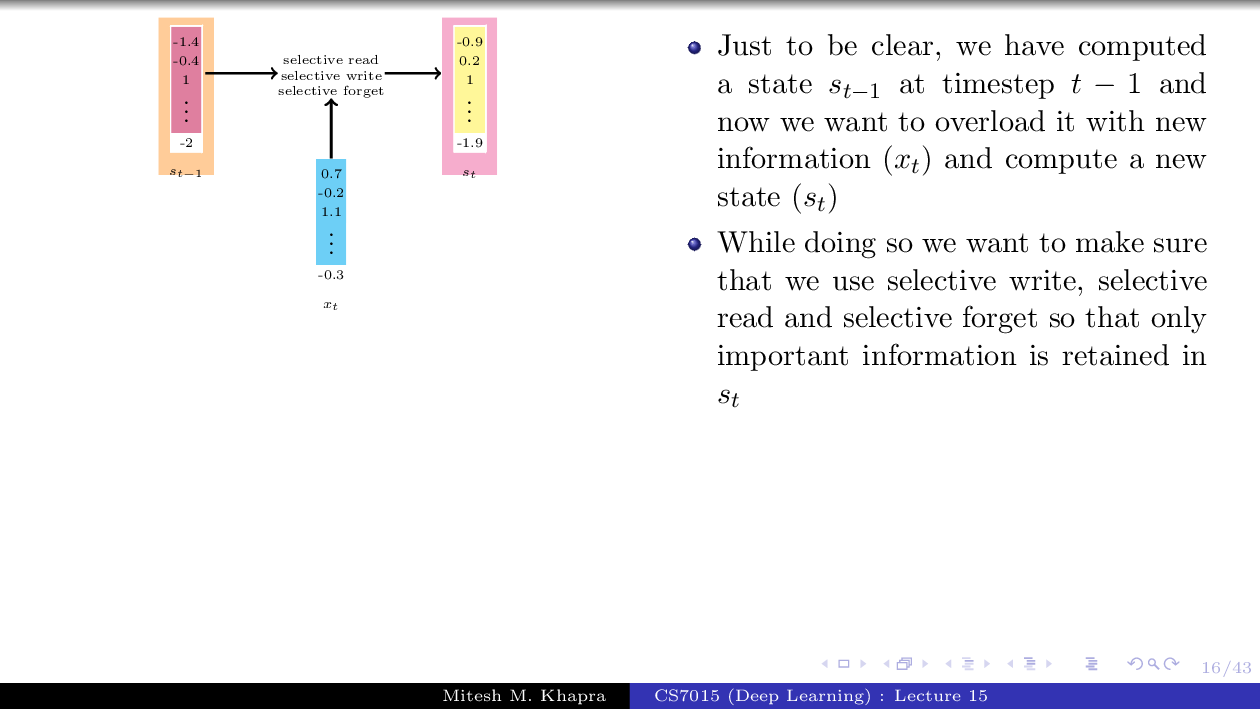 -1.4
-0.4
1
⋮
-2
s_{t−1}
selective read
selective write
selective forget
-0.9
0.2
1
⋮
-1.9
s_t
0.7
-0.2
1.1
⋮
-0.3
x_t
Just to be clear, we have computed
a state s_{t−1} at timestep t − 1 and
now we want to overload it with new
information (x_t) and compute a new
state (s_t)
While doing so we want to make sure
that we use selective write, selective
read and selective forget so that only
important information is retained in
s_t
16/43
Mitesh M. Khapra
CS7015 (Deep Learning) : Lecture 15